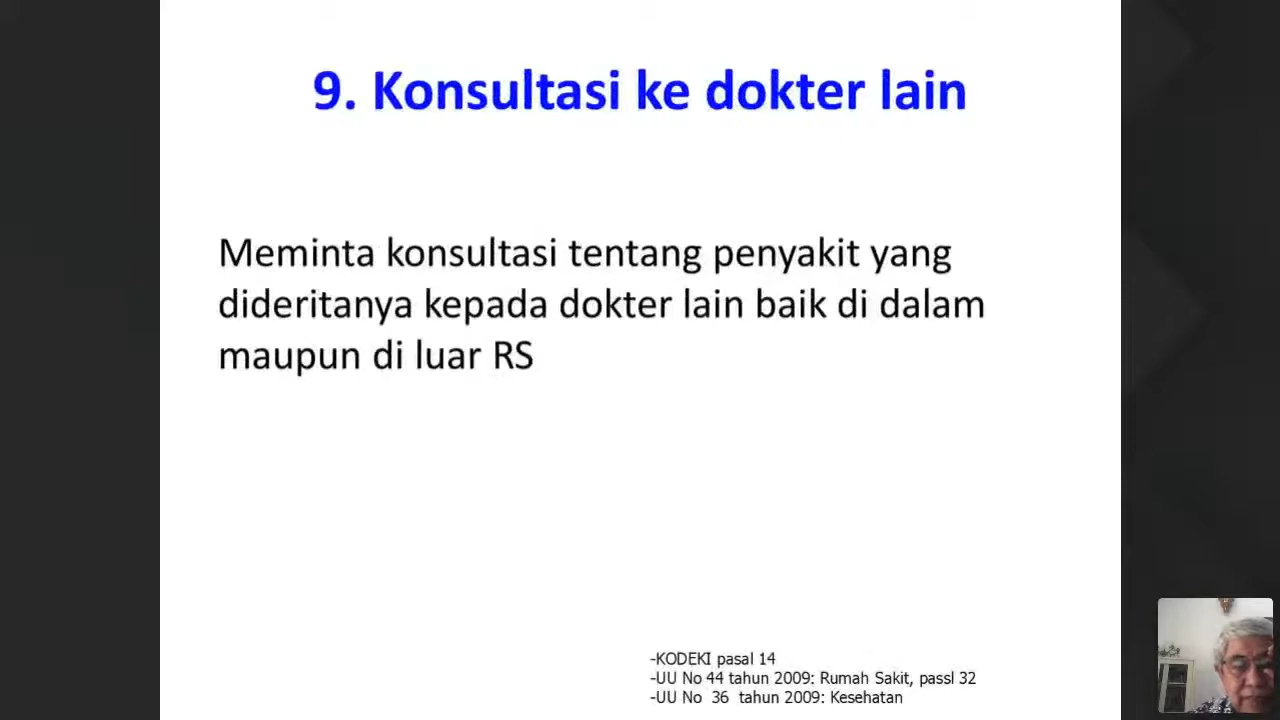 9. Konsultasi ke dokter lain
Meminta konsultasi tentang penyakit yang
dideritanya kepada dokter lain baik di dalam
maupun di luar RS
-KODEKI pasal 14
-UU No 44 tahun 2009: Rumah Sakit, passl 32
-UU No 36 tahun 2009: Kesehatan